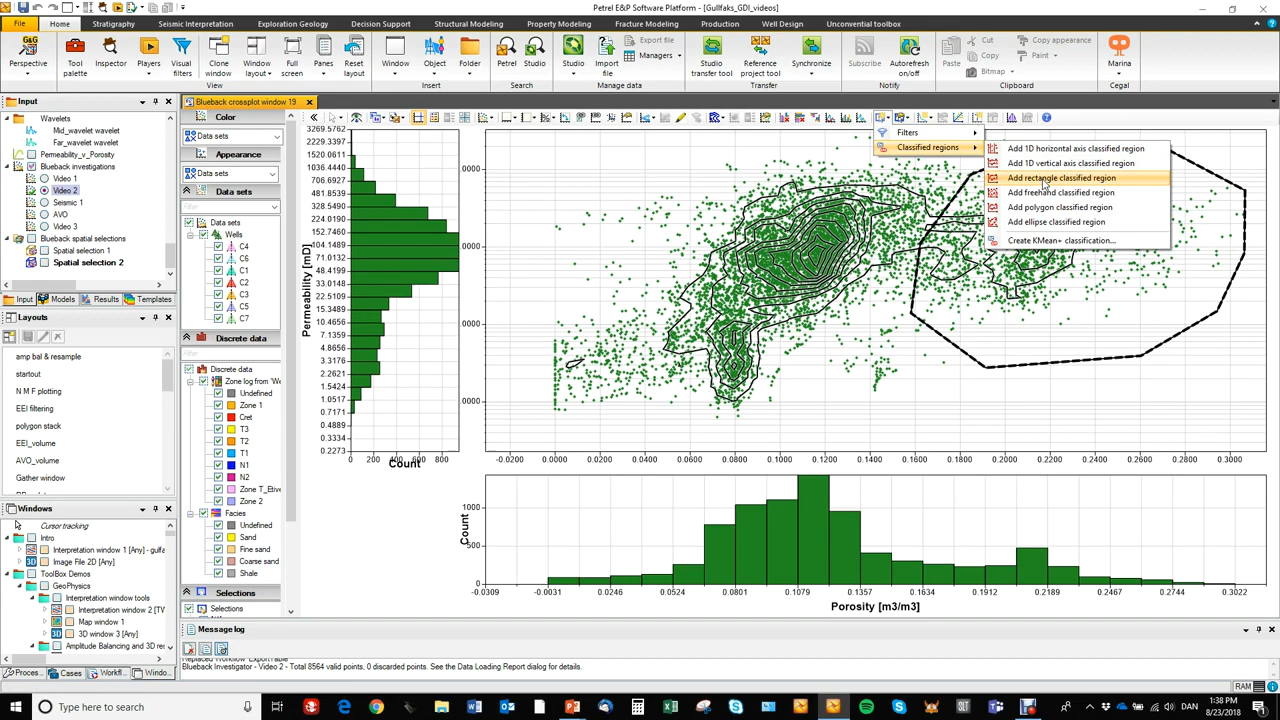 Petrel E&P Software Platform - [Gullfaks_GDI_videos]
File
Home
Stratigraphy
Seismic Interpretation
Exploration Geology
Decision Support
Structural Modeling
Property Modeling
Fracture Modeling
Production
Well Design
Unconventional toolbox
G&G
Perspective
Tool palette
Inspector
Players
Visual filters
Clone window
Window layout
Full screen
Panes
Reset layout
Window
Object
Folder
Petrel
Studio
Studio
Import file
Export file
Managers
Studio transfer tool
Reference project tool
Synchronize
Subscribe
Autorefresh on/off
Paste
Cut
Copy
Bitmap
Copy appearance
Paint
Marina
View
Insert
Search
Manage data
Transfer
Notify
Clipboard
Cegal
Input
Wavelets
Mid_wavelet wavelet
Far_wavelet wavelet
Permeability_v_Porosity
Blueback investigations
Video 1
Video 2
Seismic 1
AVO
Video 3
Blueback spatial selections
Spatial selection 1
Spatial selection 2
Input
Models
Results
Templates
Layouts
amp bal & resample
startout
N M F plotting
EEI filtering
polygon stack
EEI_volume
AVO_volume
Gather window
Windows
Cursor tracking
Intro
Interpretation window 1 [Any] - gulfa
Image File 2D [Any]
ToolBox Demos
GeoPhysics
Interpretation window tools
Interpretation window 2 [TV
Map window 1
3D window 3 [Any]
Amplitude Balancing and 3D res
Proces...
Cases
Workfl...
Windo...
Blueback crossplot window 19
Color
Data sets
Appearance
Data sets
Data sets
Filter
Data sets
Wells
C4
C6
C1
C2
C3
C5
C7
Discrete data
Filter
Discrete data
Zone log from 'We
Undefined
Zone 1
Cret
T3
T2
T1
N1
N2
Zone T_Etive
Zone 2
Facies
Undefined
Sand
Fine sand
Coarse sand
Shale
Selections
Selections
Permeability [mD]
3269.5762
2229.3397
1520.0611
1036.4439
706.6926
481.8539
328.5489
224.0190
152.7460
104.1489
71.0132
48.4199
33.0148
22.5109
15.3489
10.4656
7.1359
4.8656
3.3176
2.2621
1.5424
1.0517
0.7171
0.4889
0.3334
0.2273
0 200 400 600 800
Count
Filters
Classified regions
Add 1D horizontal axis classified region
Add 1D vertical axis classified region
Add rectangle classified region
Add freehand classified region
Add polygon classified region
Add ellipse classified region
Create KMean+ classification...
-0.0200 0.0000 0.0200 0.0400 0.0600 0.0800 0.1000 0.1200 0.1400 0.1600 0.1800 0.2000 0.2200 0.2400 0.2600 0.2800 0.3000
Count
1000
500
0
-0.0309 -0.0031 0.0246 0.0524 0.0801 0.1079 0.1357 0.1634 0.1912 0.2189 0.2467 0.2744 0.3022
Porosity [m3/m3]
Message log
Replaced Workflow 'ExportTable'
Blueback Investigator - Video 2 - Total 8564 valid points, 0 discarded points. See the Data Loading Report dialog for details.
RAM
Type here to search
DAN
1:38 PM
8/23/2018